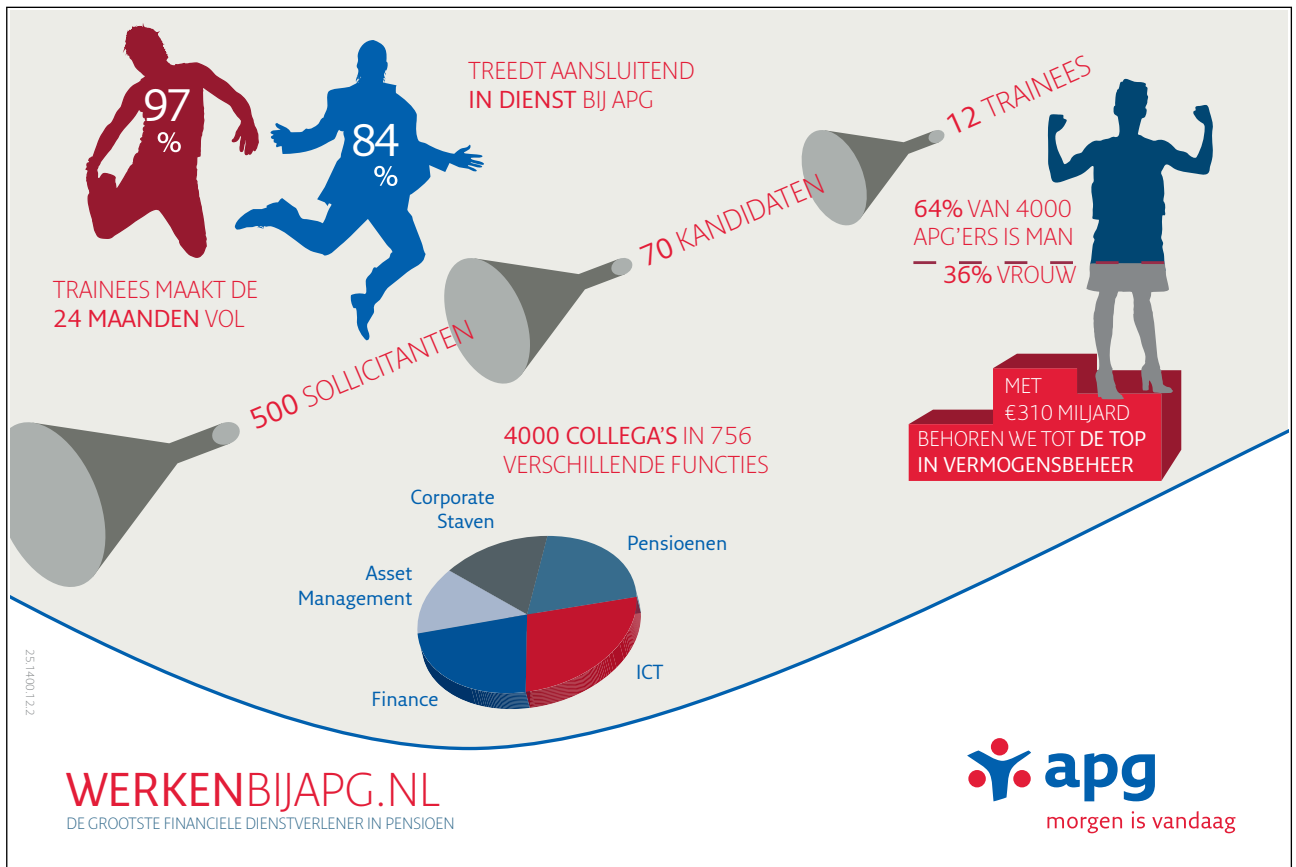 97
%
84
%
TREEDT AANSLUITEND
IN DIENST BIJ APG
TRAINEES MAAKT DE
24 MAANDEN VOL
500 SOLLICITANTEN
70 KANDIDATEN
12 TRAINEES
64% VAN 4000
APG'ERS IS MAN
36% VROUW
MET
€310 MILJARD
BEHOREN WE TOT DE TOP
IN VERMOGENSBEHEER
4000 COLLEGA'S IN 756
VERSCHILLENDE FUNCTIES
Corporate
Staven
Pensioenen
Asset
Management
ICT
Finance
25.1400.12.2
WERKENBIJAPG.NL
DE GROOTSTE FINANCIELE DIENSTVERLENER IN PENSIOEN
apg
morgen is vandaag